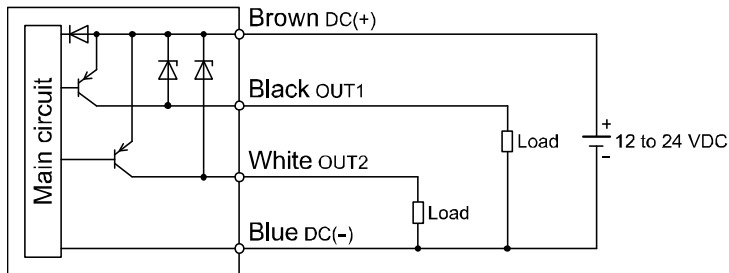 Main circuit
Brown DC(+)
Black OUT1
White OUT2
Blue DC(−)
Load
Load
+
12 to 24 VDC
−